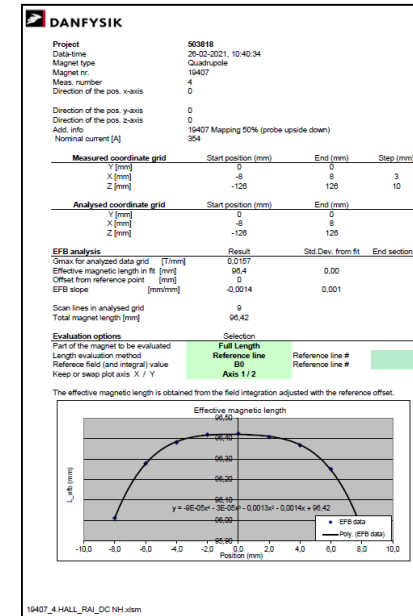 DANFYSIK
Project 503818
Data-time 26-02-2021, 10:40:34
Magnet type Quadrupole
Magnet nr. 19407
Meas. number 4
Direction of the pos. x-axis 0
Direction of the pos. y-axis 0
Direction of the pos. z-axis 0
Add. info 19407 Mapping 50% (probe upside down)
Nominal current [A] 354
Measured coordinate grid Start position (mm) End (mm) Step (mm)
Y [mm] 0 0
X [mm] -8 8 3
Z [mm] -126 126 10
Analysed coordinate grid Start position (mm) End (mm)
Y [mm] 0 0
X [mm] -8 8
Z [mm] -126 126
EFB analysis Result Std.Dev. from fit End section
Gmax for analyzed data grid [T/mm] 0,0157
Effective magnetic length in fit [mm] 96,4 0,00
Offset from reference point [mm] 0
EFB slope [mm/mm] -0,0014 0,001
Scan lines in analysed grid 9
Total magnet length [mm] 96,42
Evaluation options Selection
Part of the magnet to be evaluated Full Length
Length evaluation method Reference line Reference line #
Referece field (and integral) value B0 Reference line #
Keep or swap plot axis X / Y Axis 1 / 2
The effective magnetic length is obtained from the field integration adjusted with the reference offset.
Effective magnetic length
96,50
96,40
96,30
96,20
96,10
y = -9E-05x⁴ - 3E-05x³ - 0,0013x² - 0,0014x + 96,42
96,00
95,90
L_efb (mm)
EFB data
Poly. (EFB data)
-10,0 -8,0 -6,0 -4,0 -2,0 0,0 2,0 4,0 6,0 8,0 10,0
Position (mm)
19407_4.HALL_RAI_DC NH.xlsm